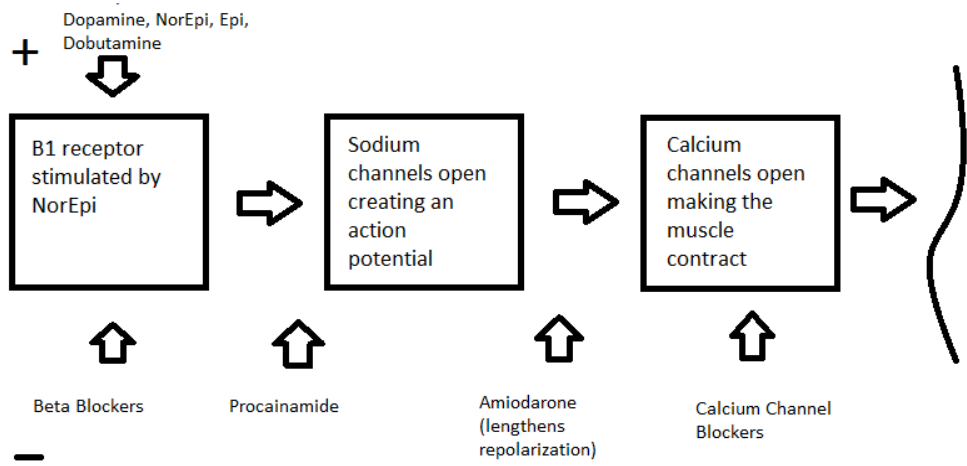 Dopamine, NorEpi, Epi,
Dobutamine
+
B1 receptor
stimulated by
NorEpi
Sodium
channels open
creating an
action
potential
Calcium
channels open
making the
muscle
contract
Beta Blockers
Procainamide
Amiodarone
(lengthens
repolarization)
Calcium Channel
Blockers
–